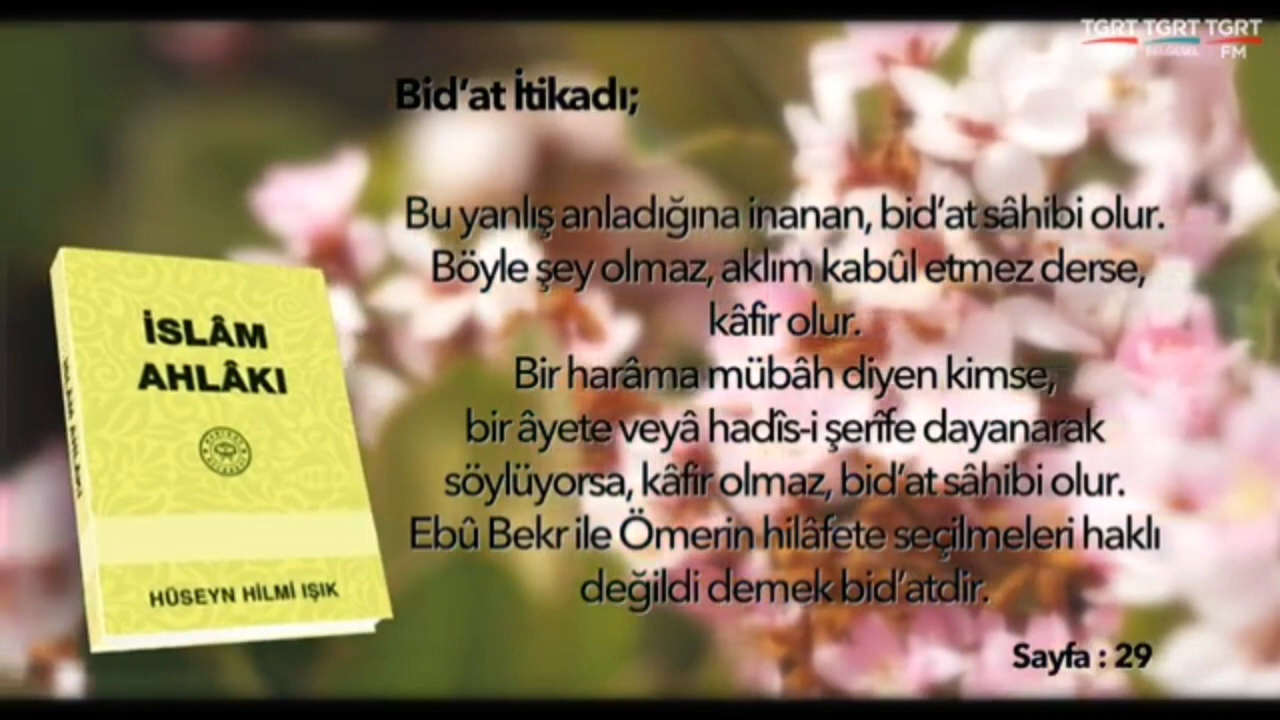 TGRT TGRT TGRT
BELGESEL FM
Bid'at İtikadı;
Bu yanlış anladığına inanan, bid'at sâhibi olur.
Böyle şey olmaz, aklım kabûl etmez derse,
kâfir olur.
Bir harâma mübâh diyen kimse,
bir âyete veyâ hadîs-i şerîfe dayanarak
söylüyorsa, kâfir olmaz, bid'at sâhibi olur.
Ebû Bekr ile Ömerin hilâfete seçilmeleri haklı
değildi demek bid'atdir.
Sayfa : 29
İSLÂM
AHLÂKI
HÜSEYN HİLMİ IŞIK
İSLÂM AHLÂKI